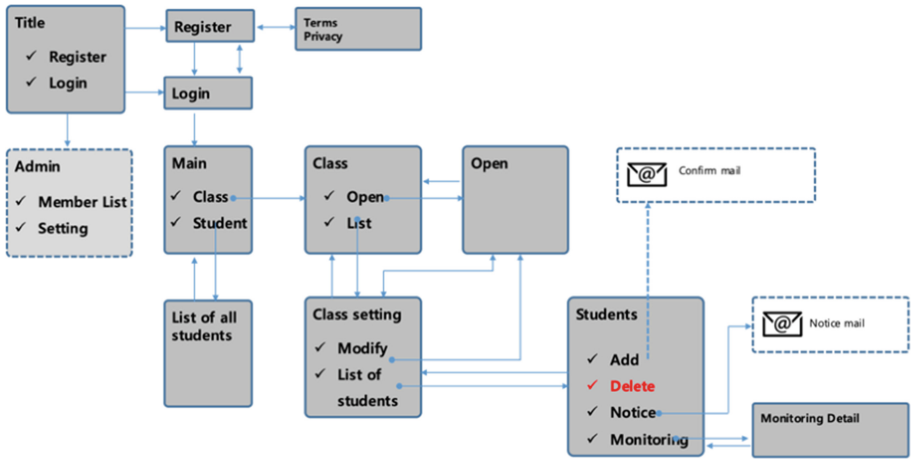 Title
✓ Register
✓ Login
Register
Terms
Privacy
Login
Admin
✓ Member List
✓ Setting
Main
✓ Class
✓ Student
Class
✓ Open
✓ List
Open
@ Confirm mail
List of all
students
Class setting
✓ Modify
✓ List of
students
Students
✓ Add
✓ Delete
✓ Notice
✓ Monitoring
@ Notice mail
Monitoring Detail